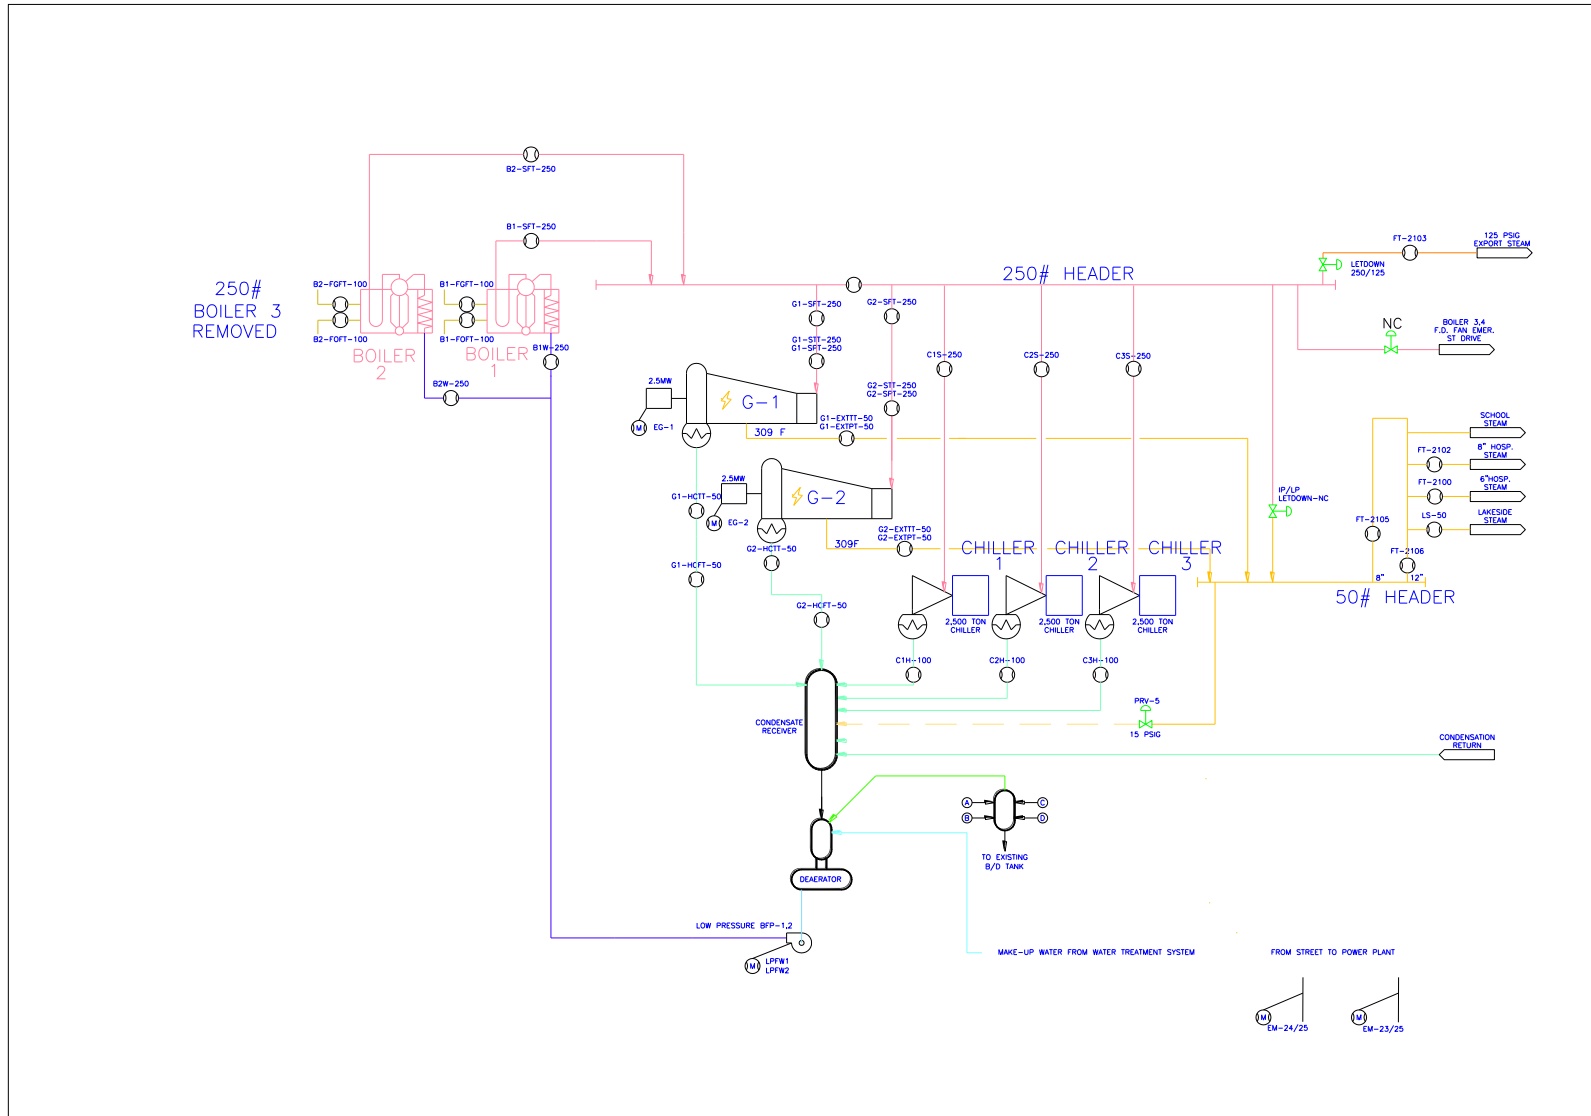 B2-SFT-250
B1-SFT-250
FT-2103
125 PSIG
EXPORT STEAM
LETDOWN
250/125
250# HEADER
250#
BOILER 3
REMOVED
B2-FGFT-100
B1-FGFT-100
B2-FOFT-100
B1-FOFT-100
BOILER
2
BOILER
1
B1W-250
B2W-250
G1-SFT-250
G2-SFT-250
G1-STT-250
G1-SFT-250
NC
BOILER 3,4
F.D. FAN EMER.
ST DRIVE
C1S-250
C2S-250
C3S-250
2.5MW
G-1
M
EG-1
309 F
G2-STT-250
G2-SFT-250
G1-EXTTT-50
G1-EXTPT-50
SCHOOL
STEAM
FT-2102
8" HOSP.
STEAM
FT-2100
6"HOSP.
STEAM
LS-50
LAKESIDE
STEAM
2.5MW
G-2
M
EG-2
G1-HCTT-50
309F
G2-EXTTT-50
G2-EXTPT-50
IP/LP
LETDOWN-NC
FT-2105
FT-2106
G2-HCTT-50
G1-HCFT-50
CHILLER
1
CHILLER
2
CHILLER
3
8"
12"
50# HEADER
G2-HCFT-50
2,500 TON
CHILLER
2,500 TON
CHILLER
2,500 TON
CHILLER
C1H-100
C2H-100
C3H-100
CONDENSATE
RECEIVER
PRV-5
15 PSIG
CONDENSATION
RETURN
A
C
B
D
TO EXISTING
B/D TANK
DEAERATOR
LOW PRESSURE BFP-1,2
M
LPFW1
LPFW2
MAKE-UP WATER FROM WATER TREATMENT SYSTEM
FROM STREET TO POWER PLANT
M
EM-24/25
M
EM-23/25